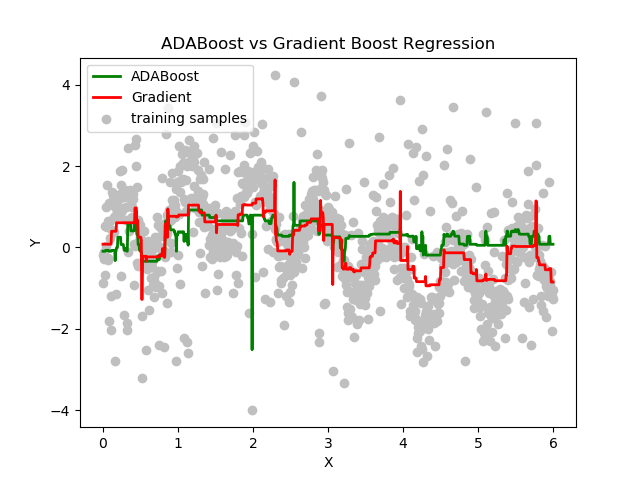 ADABoost vs Gradient Boost Regression
ADABoost
Gradient
training samples
4
2
0
−2
−4
Y
0 1 2 3 4 5 6
X